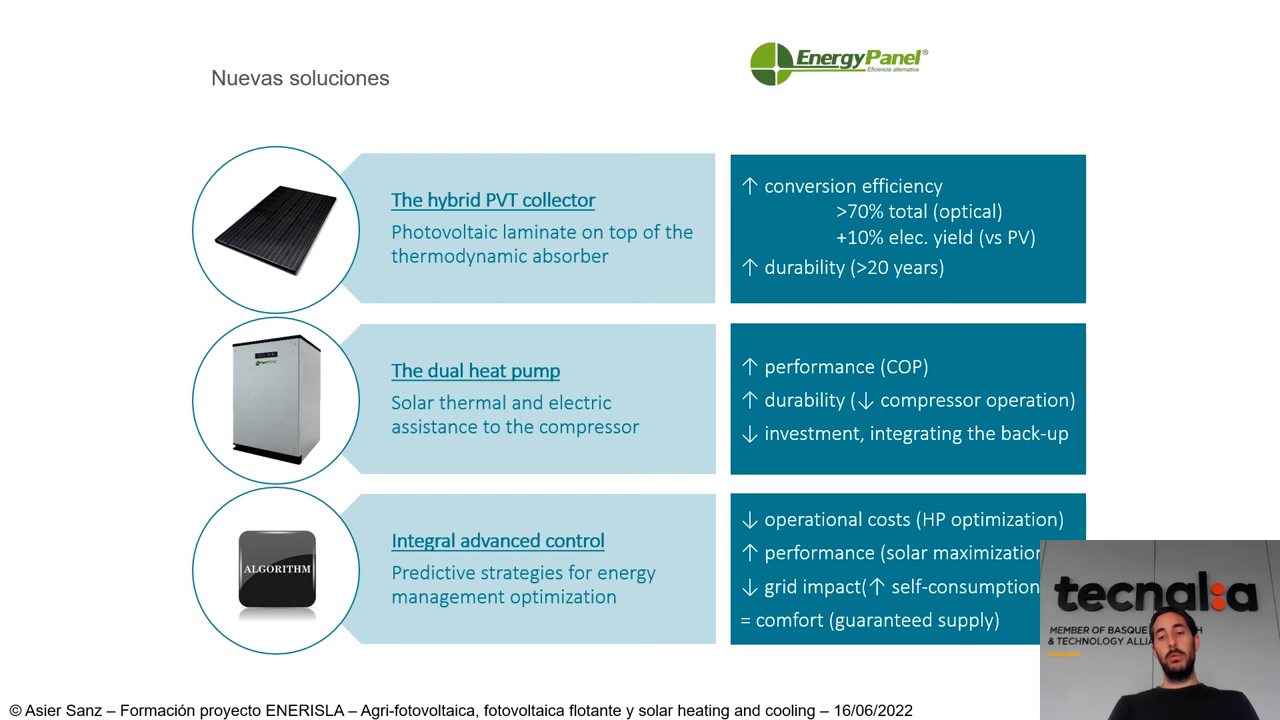 Nuevas soluciones
EnergyPanel®
Eficiencia alternativa
The hybrid PVT collector
Photovoltaic laminate on top of the
thermodynamic absorber
↑ conversion efficiency
>70% total (optical)
+10% elec. yield (vs PV)
↑ durability (>20 years)
The dual heat pump
Solar thermal and electric
assistance to the compressor
↑ performance (COP)
↑ durability (↓ compressor operation)
↓ investment, integrating the back-up
ALGORITHM
Integral advanced control
Predictive strategies for energy
management optimization
↓ operational costs (HP optimization)
↑ performance (solar maximization
↓ grid impact(↑ self-consumption
= comfort (guaranteed supply)
tecnalia
MEMBER OF BASQUE
& TECHNOLOGY
© Asier Sanz – Formación proyecto ENERISLA – Agri-fotovoltaica, fotovoltaica flotante y solar heating and cooling – 16/06/2022